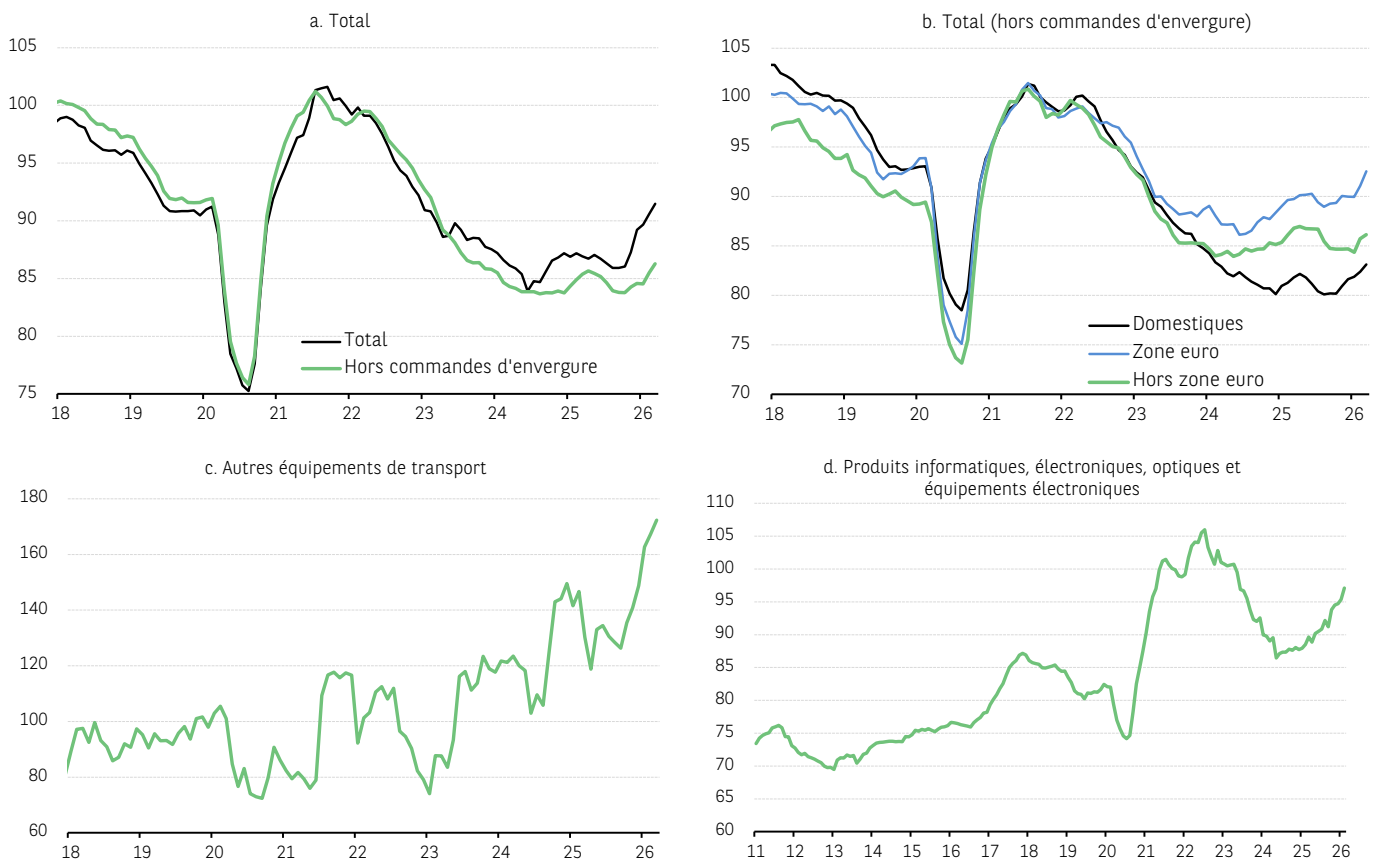 a. Total
105
100
95
90
85
80
75
Total
Hors commandes d'envergure
18 19 20 21 22 23 24 25 26
b. Total (hors commandes d'envergure)
105
100
95
90
85
80
75
70
Domestiques
Zone euro
Hors zone euro
18 19 20 21 22 23 24 25 26
c. Autres équipements de transport
180
160
140
120
100
80
60
18 19 20 21 22 23 24 25 26
d. Produits informatiques, électroniques, optiques et
équipements électroniques
110
105
100
95
90
85
80
75
70
65
60
11 12 13 14 15 16 17 18 19 20 21 22 23 24 25 26